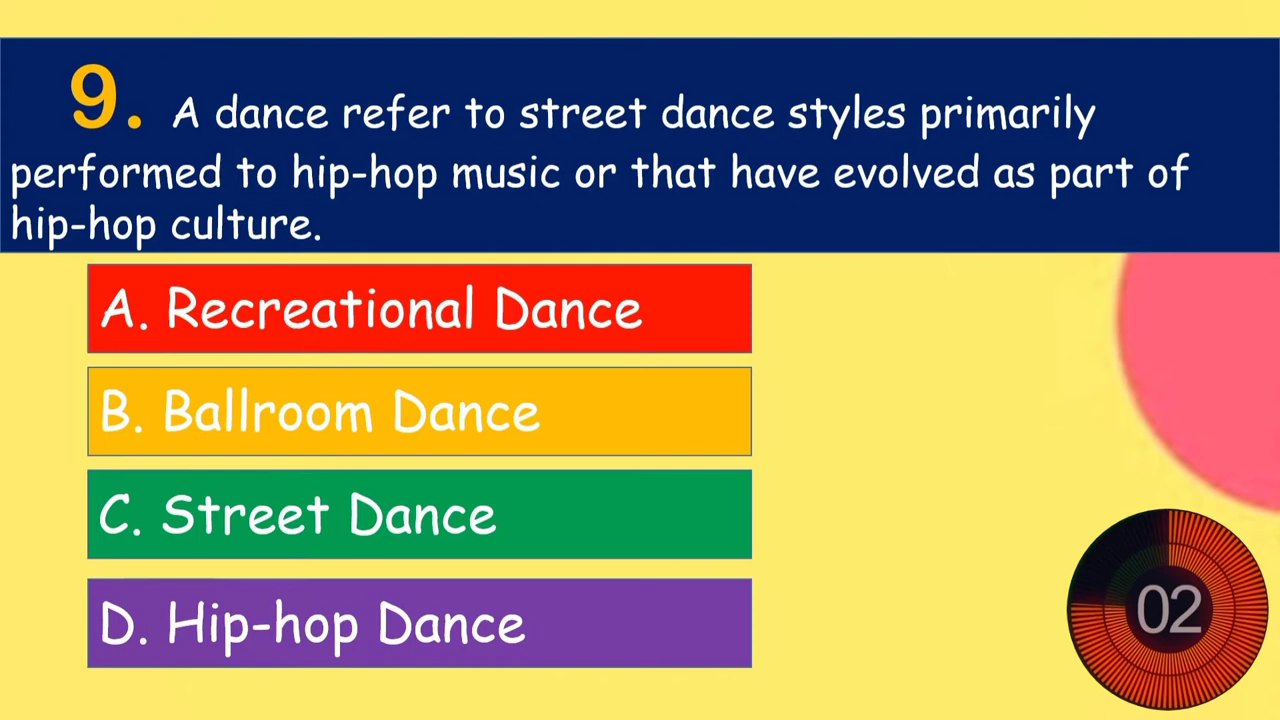 9. A dance refer to street dance styles primarily
performed to hip-hop music or that have evolved as part of
hip-hop culture.
A. Recreational Dance
B. Ballroom Dance
C. Street Dance
D. Hip-hop Dance
02